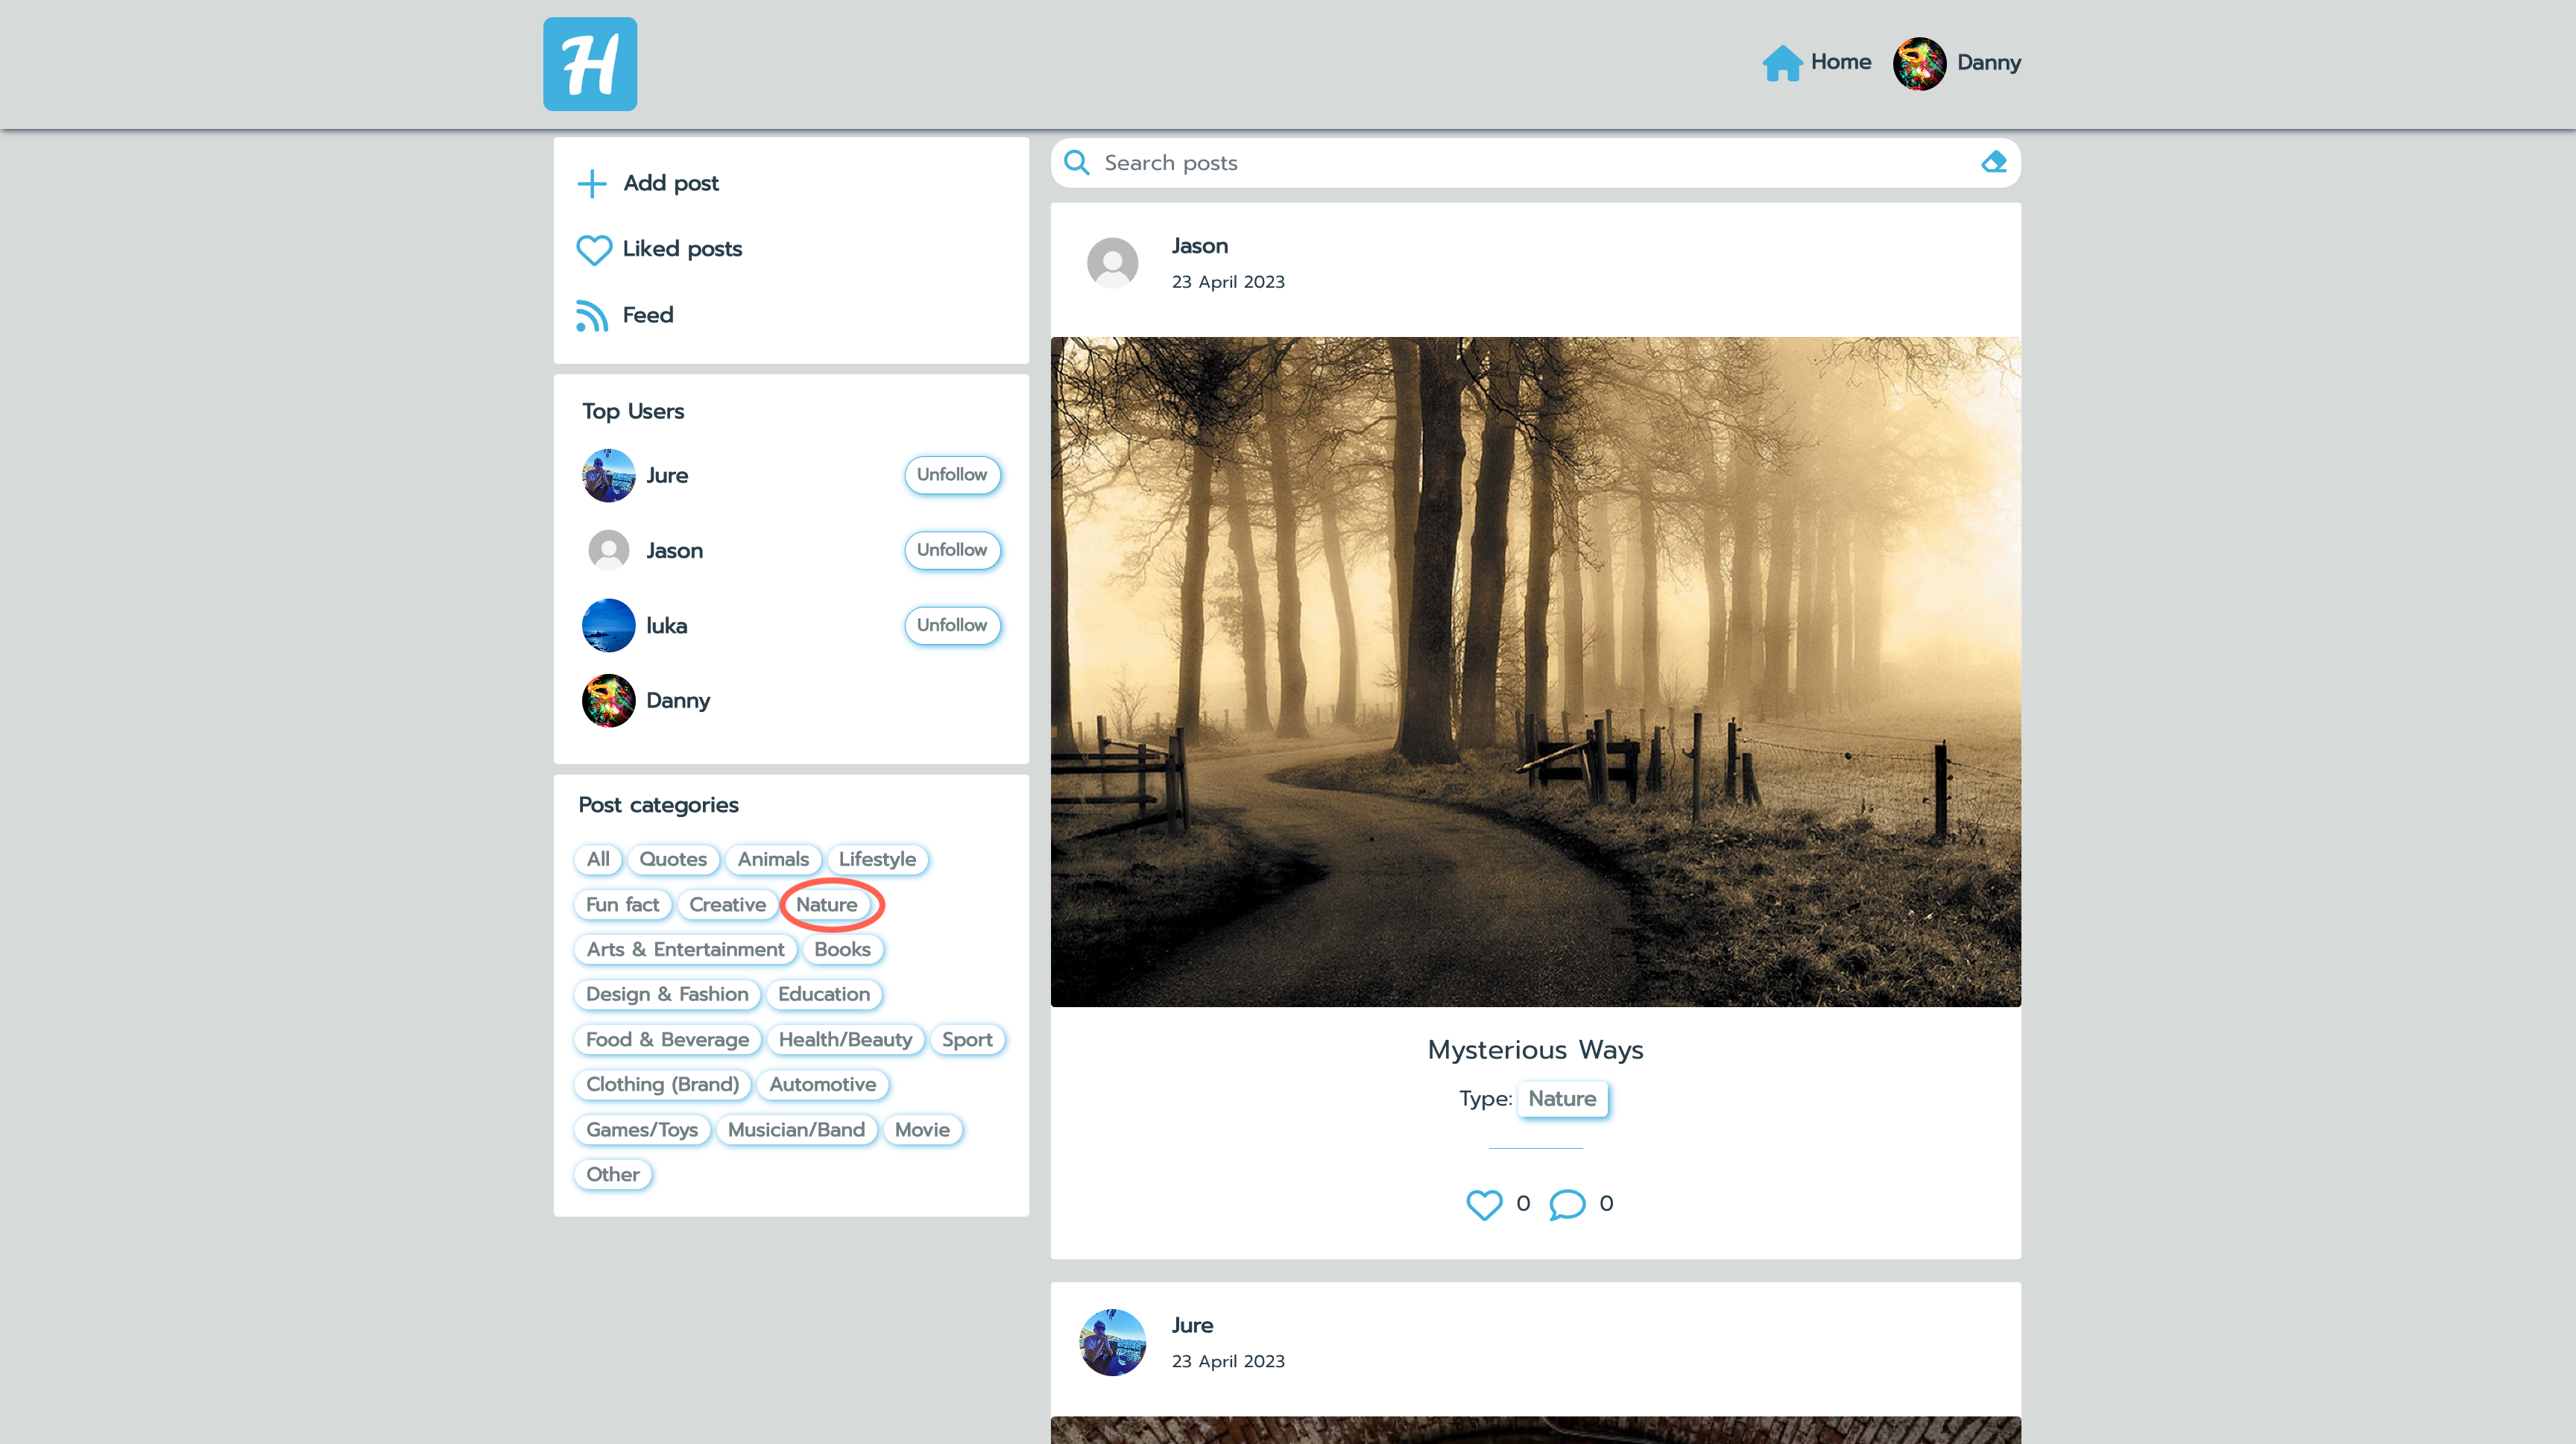 H
Home
Danny
Add post
Liked posts
Feed
Top Users
Jure
Unfollow
Jason
Unfollow
luka
Unfollow
Danny
Post categories
All Quotes Animals Lifestyle
Fun fact Creative Nature
Arts & Entertainment Books
Design & Fashion Education
Food & Beverage Health/Beauty Sport
Clothing (Brand) Automotive
Games/Toys Musician/Band Movie
Other
Search posts
Jason
23 April 2023
Mysterious Ways
Type: Nature
0 0
Jure
23 April 2023